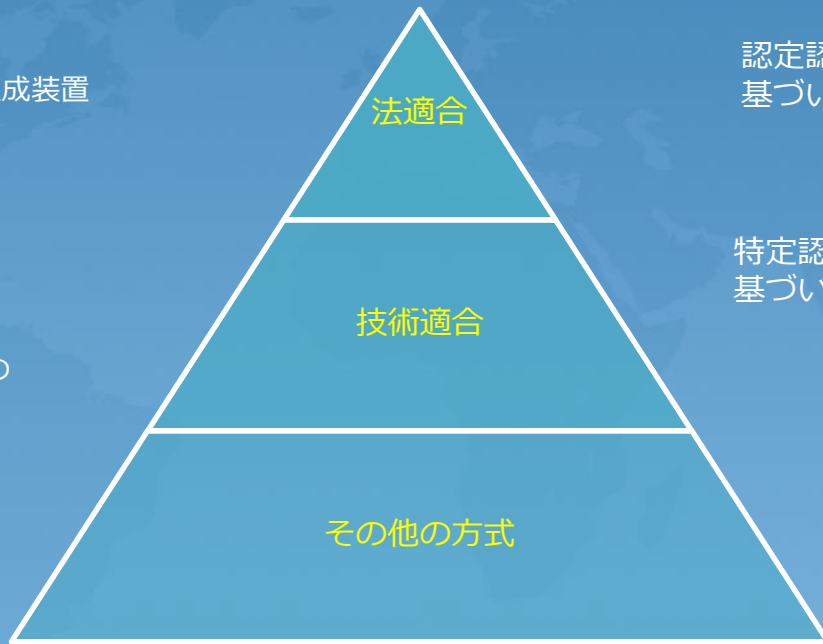 成装置
認定認
基づい
法適合
特定認
基づい
技術適合
つ
その他の方式